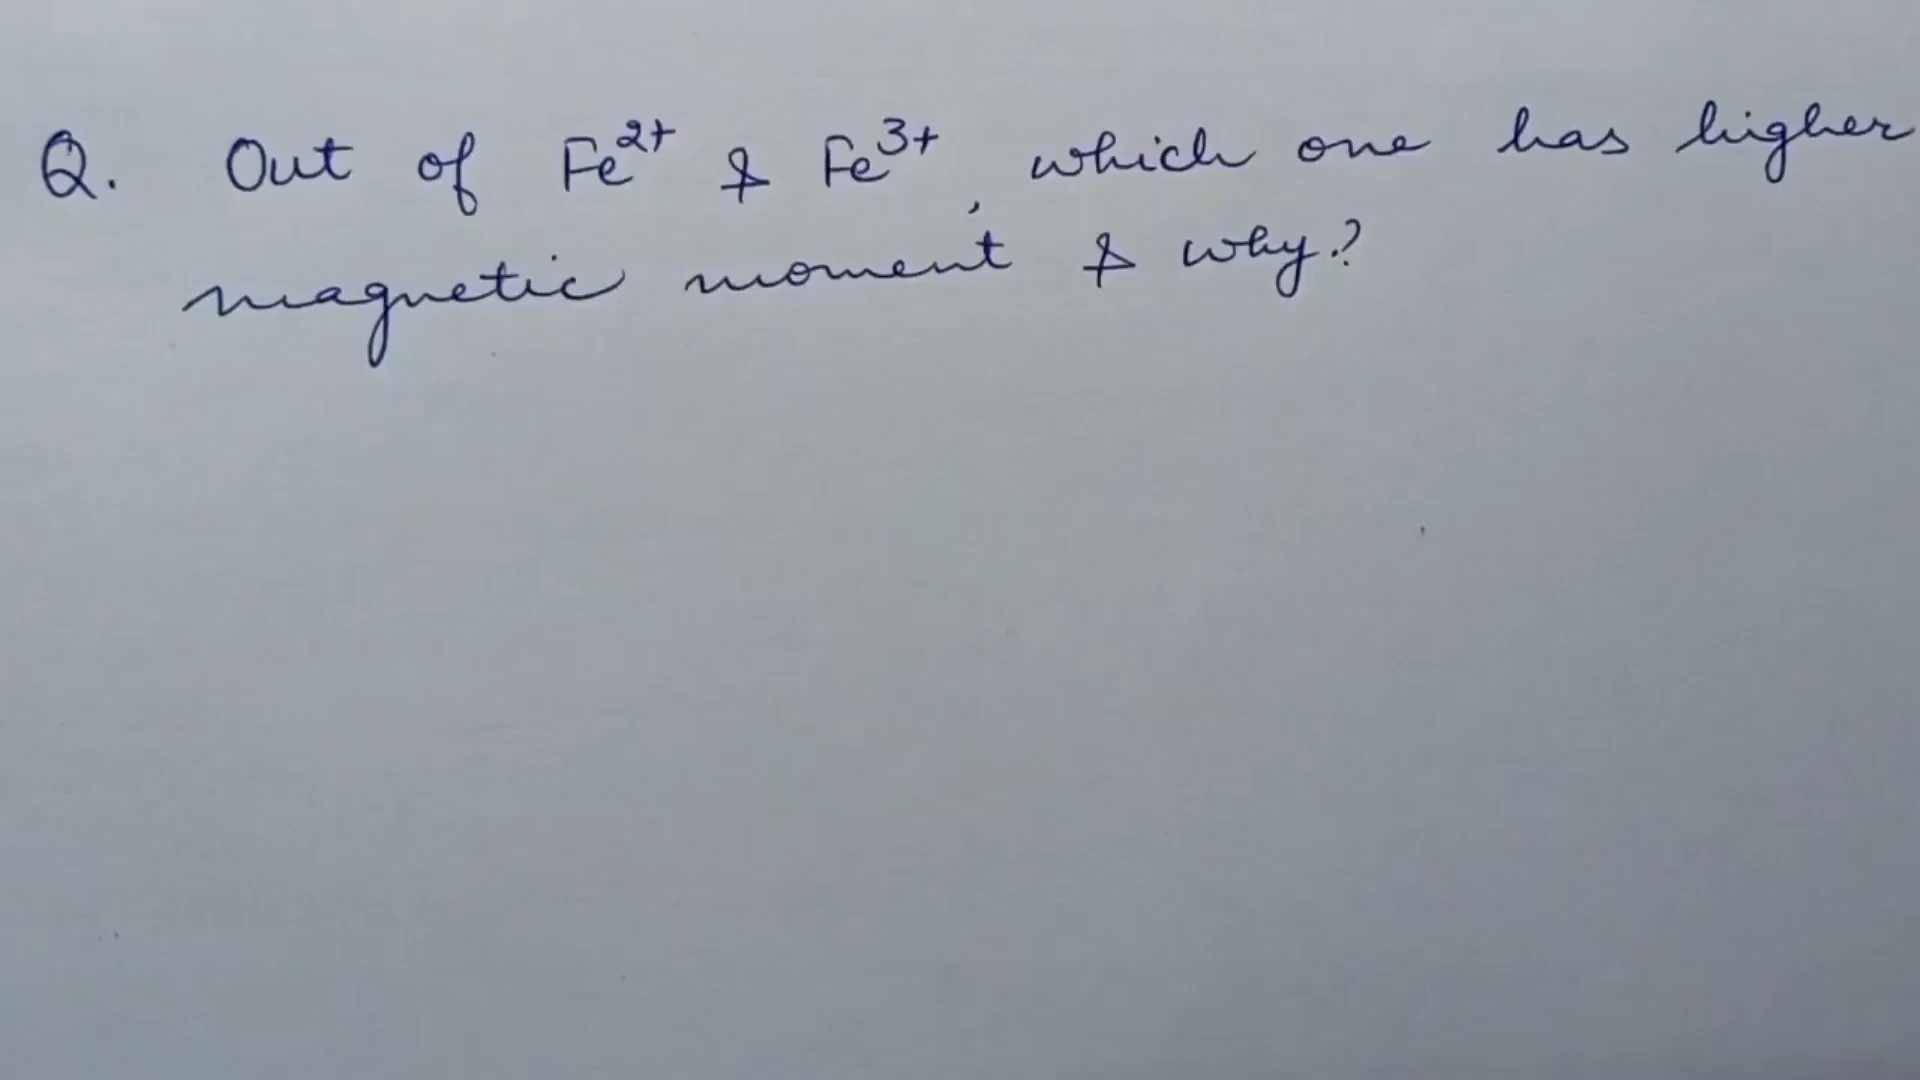 Q. Out of Fe²⁺ & Fe³⁺, which one has higher
magnetic moment & why.?